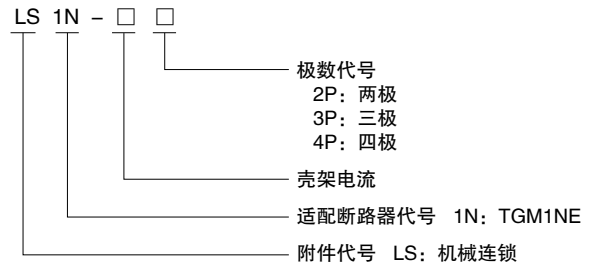 LS 1N – □ □
极数代号
2P：两极
3P：三极
4P：四极
壳架电流
适配断路器代号 1N：TGM1NE
附件代号 LS：机械连锁